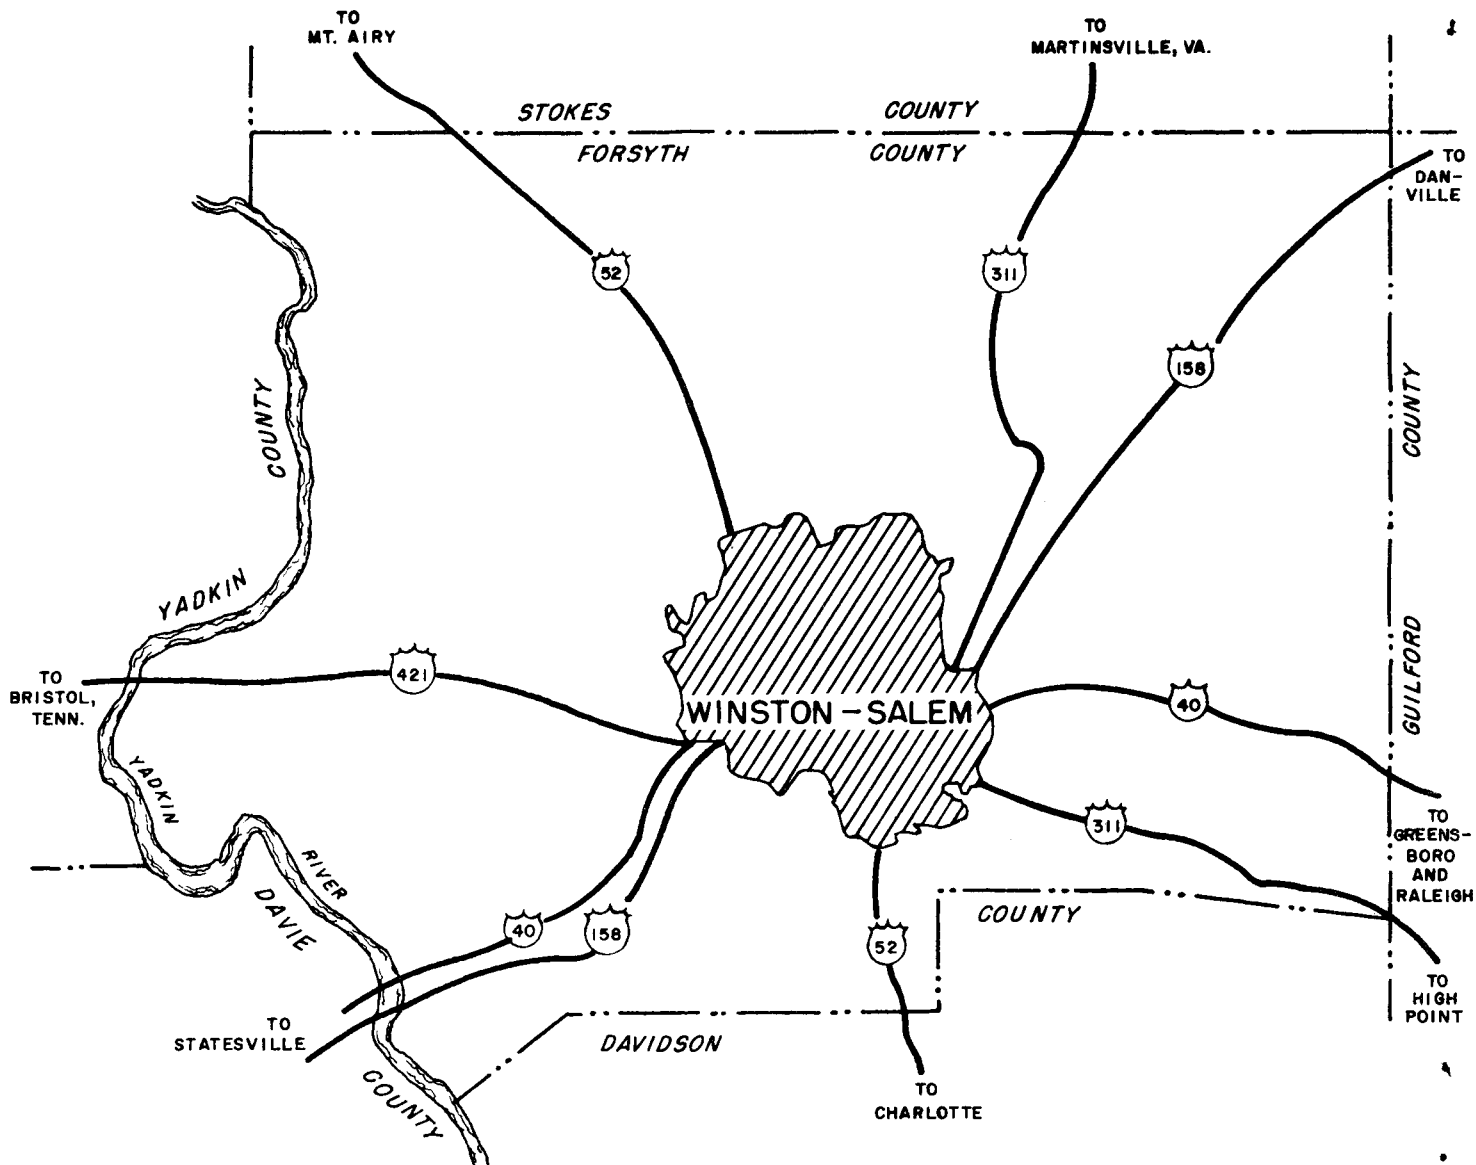 TO
MT. AIRY
TO
MARTINSVILLE, VA.
STOKES COUNTY
FORSYTH COUNTY
TO
DAN-
VILLE
52
311
158
COUNTY
COUNTY
YADKIN
GUILFORD
TO
BRISTOL,
TENN.
421
WINSTON-SALEM
40
YADKIN
RIVER
DAVIE
COUNTY
311
TO
GREENS-
BORO
AND
RALEIGH
40
158
52
COUNTY
DAVIDSON
TO
STATESVILLE
TO
HIGH
POINT
TO
CHARLOTTE